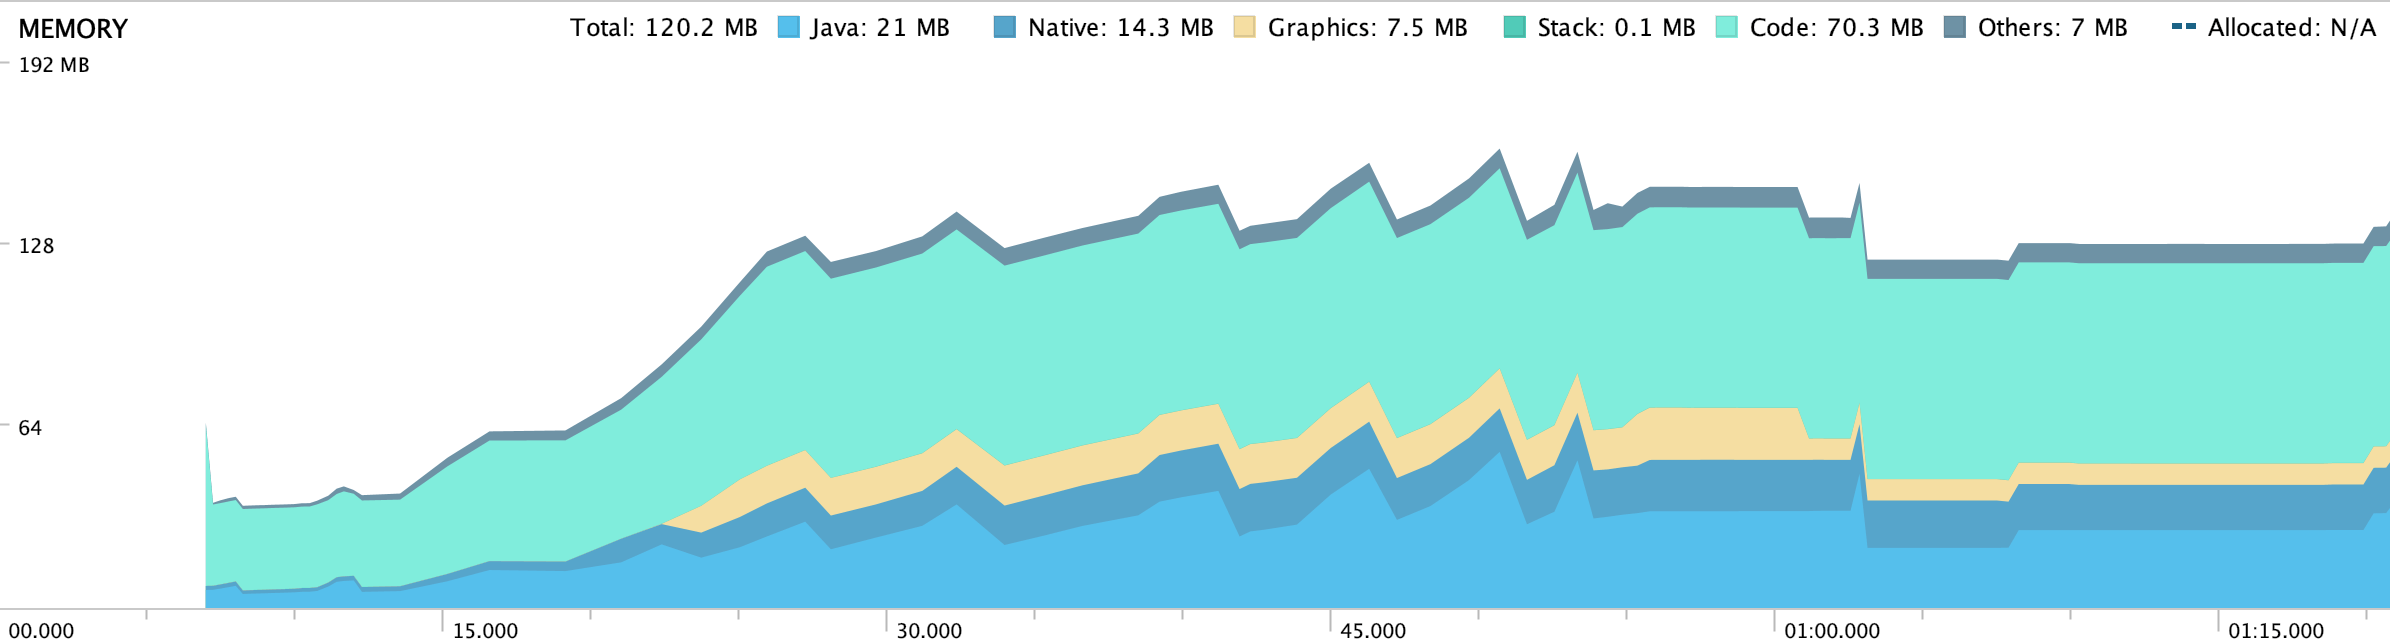 MEMORY Total: 120.2 MB Java: 21 MB Native: 14.3 MB Graphics: 7.5 MB Stack: 0.1 MB Code: 70.3 MB Others: 7 MB Allocated: N/A
192 MB
128
64
00.000 15.000 30.000 45.000 01:00.000 01:15.000